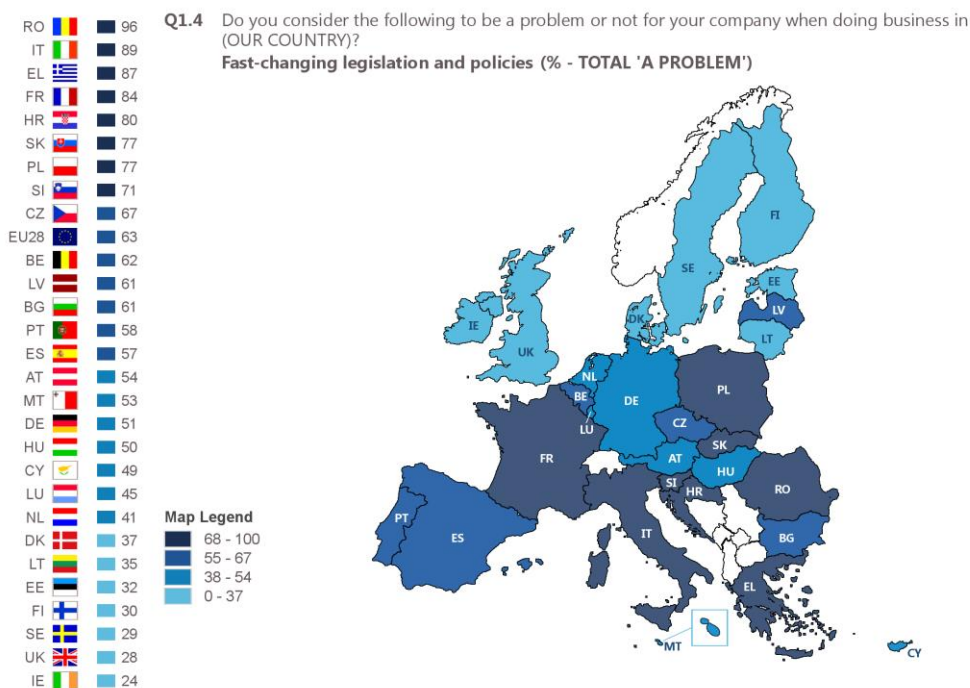 Q1.4 Do you consider the following to be a problem or not for your company when doing business in
(OUR COUNTRY)?
Fast-changing legislation and policies (% - TOTAL 'A PROBLEM')
RO 96
IT 89
EL 87
FR 84
HR 80
SK 77
PL 77
SI 71
CZ 67
EU28 63
BE 62
LV 61
BG 61
PT 58
ES 57
AT 54
MT 53
DE 51
HU 50
CY 49
LU 45
NL 41
DK 37
LT 35
EE 32
FI 30
SE 29
UK 28
IE 24
Map Legend
68 - 100
55 - 67
38 - 54
0 - 37
FI
SE
EE
LV
LT
DK
IE
UK
NL
BE
DE
PL
LU
CZ
SK
FR
AT
HU
SI
HR
RO
PT
ES
IT
BG
EL
MT
CY